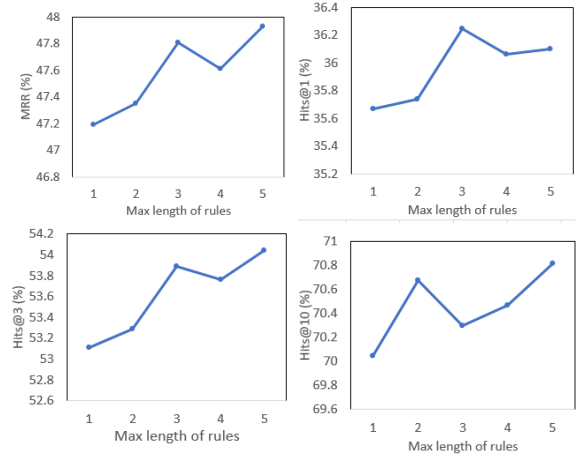 MRR (%)
48
47.8
47.6
47.4
47.2
47
46.8
1 2 3 4 5
Max length of rules
Hits@1 (%)
36.4
36.2
36
35.8
35.6
35.4
35.2
1 2 3 4 5
Max length of rules
Hits@3 (%)
54.2
54
53.8
53.6
53.4
53.2
53
52.8
52.6
1 2 3 4 5
Max length of rules
Hits@10 (%)
71
70.8
70.6
70.4
70.2
70
69.8
69.6
1 2 3 4 5
Max length of rules